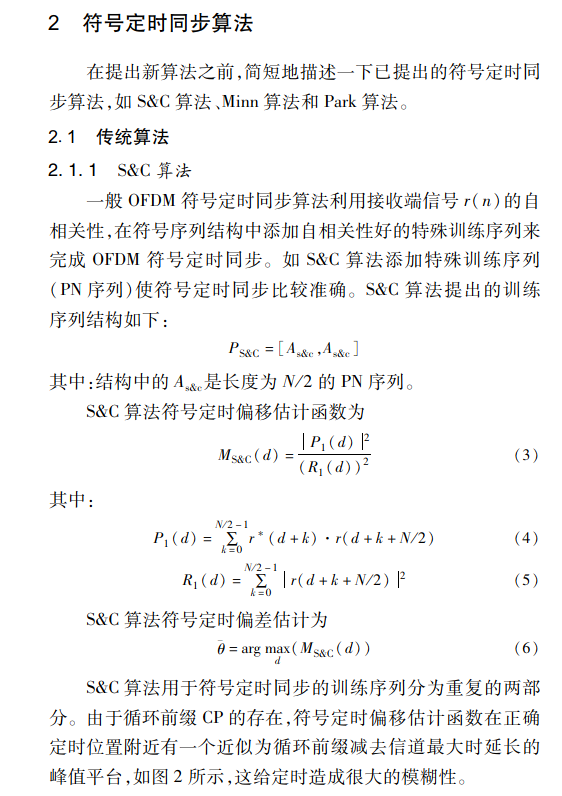 2 符号定时同步算法
在提出新算法之前,简短地描述一下已提出的符号定时同
步算法,如 S&C 算法、Minn 算法和 Park 算法。
2.1 传统算法
2.1.1 S&C 算法
一般 OFDM 符号定时同步算法利用接收端信号 r(n)的自
相关性,在符号序列结构中添加自相关性好的特殊训练序列来
完成 OFDM 符号定时同步。如 S&C 算法添加特殊训练序列
(PN 序列)使符号定时同步比较准确。S&C 算法提出的训练
序列结构如下:
P_{S&C} = [A_{s&c}, A_{s&c}]
其中:结构中的 A_{s&c}是长度为 N/2 的 PN 序列。
S&C 算法符号定时偏移估计函数为
M_{S&C}(d) = |P_1(d)|^2 / (R_1(d))^2 (3)
其中:
P_1(d) = ∑_{k=0}^{N/2-1} r^*(d+k)·r(d+k+N/2) (4)
R_1(d) = ∑_{k=0}^{N/2-1} |r(d+k+N/2)|^2 (5)
S&C 算法符号定时偏差估计为
θ̄ = arg max_d (M_{S&C}(d)) (6)
S&C 算法用于符号定时同步的训练序列分为重复的两部
分。由于循环前缀 CP 的存在,符号定时偏移估计函数在正确
定时位置附近有一个近似为循环前缀减去信道最大时延长的
峰值平台,如图 2 所示,这给定时造成很大的模糊性。